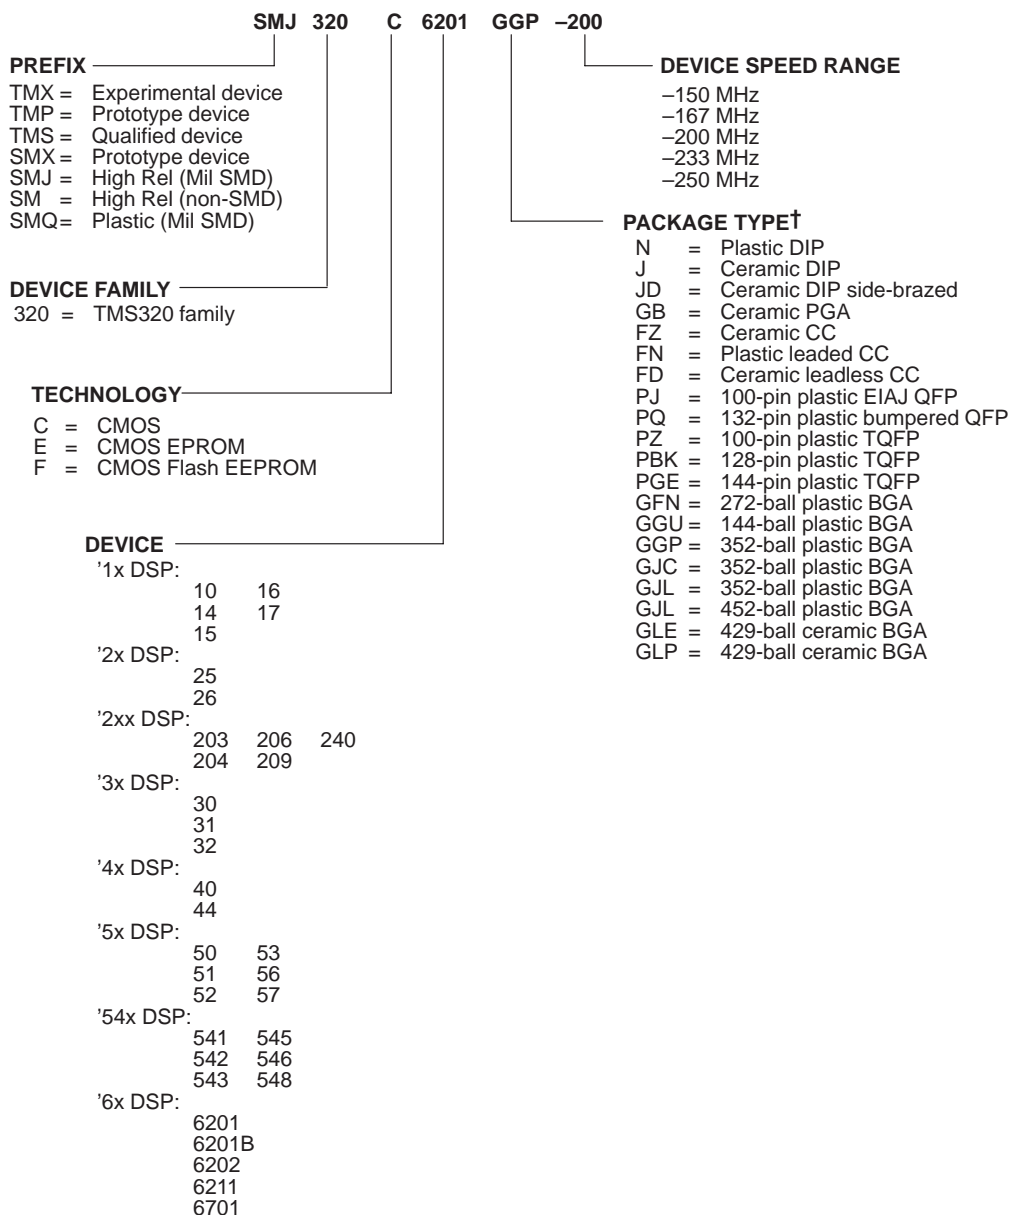 SMJ 320 C 6201 GGP –200
PREFIX
TMX = Experimental device
TMP = Prototype device
TMS = Qualified device
SMX = Prototype device
SMJ = High Rel (Mil SMD)
SM = High Rel (non-SMD)
SMQ = Plastic (Mil SMD)
DEVICE FAMILY
320 = TMS320 family
TECHNOLOGY
C = CMOS
E = CMOS EPROM
F = CMOS Flash EEPROM
DEVICE
'1x DSP:
10 16
14 17
15
'2x DSP:
25
26
'2xx DSP:
203 206 240
204 209
'3x DSP:
30
31
32
'4x DSP:
40
44
'5x DSP:
50 53
51 56
52 57
'54x DSP:
541 545
542 546
543 548
'6x DSP:
6201
6201B
6202
6211
6701
DEVICE SPEED RANGE
–150 MHz
–167 MHz
–200 MHz
–233 MHz
–250 MHz
PACKAGE TYPE†
N = Plastic DIP
J = Ceramic DIP
JD = Ceramic DIP side-brazed
GB = Ceramic PGA
FZ = Ceramic CC
FN = Plastic leaded CC
FD = Ceramic leadless CC
PJ = 100-pin plastic EIAJ QFP
PQ = 132-pin plastic bumpered QFP
PZ = 100-pin plastic TQFP
PBK = 128-pin plastic TQFP
PGE = 144-pin plastic TQFP
GFN = 272-ball plastic BGA
GGU = 144-ball plastic BGA
GGP = 352-ball plastic BGA
GJC = 352-ball plastic BGA
GJL = 352-ball plastic BGA
GJL = 452-ball plastic BGA
GLE = 429-ball ceramic BGA
GLP = 429-ball ceramic BGA